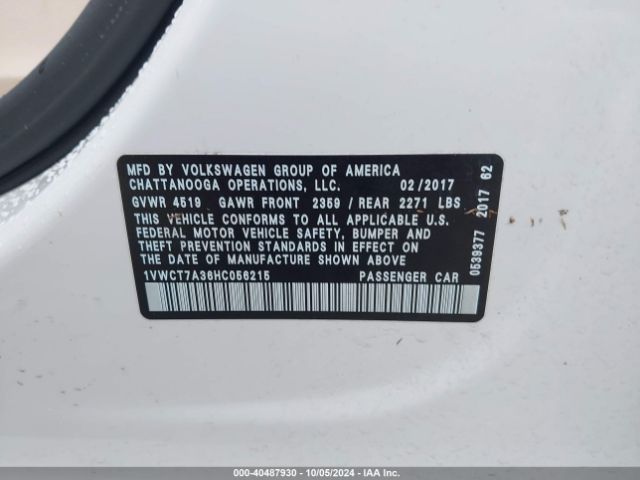 MFD BY VOLKSWAGEN GROUP OF AMERICA
CHATTANOOGA OPERATIONS, LLC. 02/2017
GVWR 4519 GAWR FRONT 2359 / REAR 2271 LBS
THIS VEHICLE CONFORMS TO ALL APPLICABLE U.S.
FEDERAL MOTOR VEHICLE SAFETY, BUMPER AND
THEFT PREVENTION STANDARDS IN EFFECT ON
THE DATE OF MANUFACTURE SHOWN ABOVE
1VWCT7A36HC056215 PASSENGER CAR
0539377 2017 62
000-40487930 - 10/05/2024 - IAA Holdings, LLC.